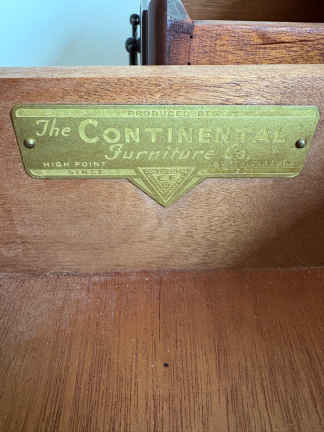 PRODUCED BY
The CONTINENTAL
Furniture Co.
HIGH POINT
SINCE